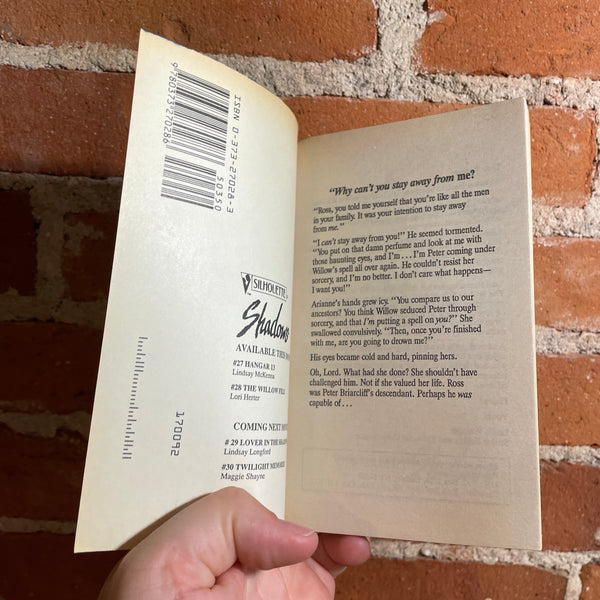 9780373270286
ISBN 0-373-27028-3
50350
SILHOUETTE
Shadows
AVAILABLE THIS
#27 HANGAR 13
Lindsay McKenna
#28 THE WILLOW FILE
Lori Herter
COMING NEXT
# 29 LOVER IN THE
Lindsay Longford
#30 TWILIGHT
Maggie Shayne
170092
"Why can't you stay away from me?
"Ross, you told me yourself that you're like all the men
in your family. It was your intention to stay away
from me."
"I can't stay away from you!" He seemed tormented.
"You put on that damn perfume and look at me with
those haunting eyes, and I'm . . . I'm Peter coming under
Willow's spell all over again. He couldn't resist her
sorcery, and I'm no better. I don't care what happens—
I want you!"
Arianne's hands grew icy. "You compare us to our
ancestors? You think Willow seduced Peter through
sorcery, and that I'm putting a spell on you?" She
swallowed convulsively. "Then, once you're finished
with me, are you going to drown me?"
His eyes became cold and hard, pinning hers.
Oh, Lord. What had she done? She shouldn't have
challenged him. Not if she valued her life. Ross
was Peter Briarcliff's descendant. Perhaps he was
capable of . . .